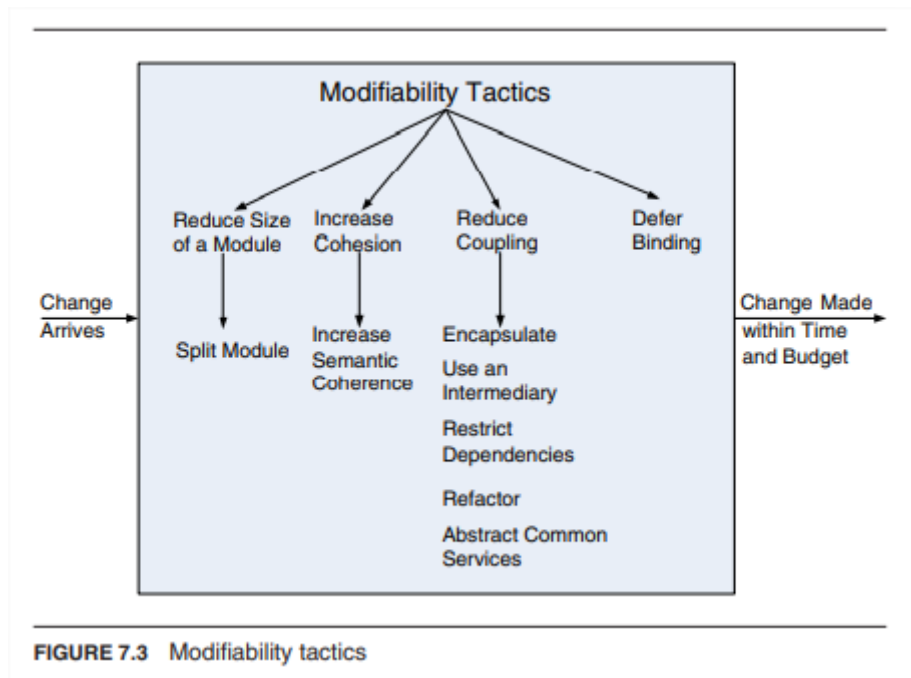 Modifiability Tactics
Reduce Size
of a Module
Increase
Cohesion
Reduce
Coupling
Defer
Binding
Change
Arrives
Split Module
Increase
Semantic
Coherence
Encapsulate
Use an
Intermediary
Restrict
Dependencies
Refactor
Abstract Common
Services
Change Made
within Time
and Budget
FIGURE 7.3 Modifiability tactics